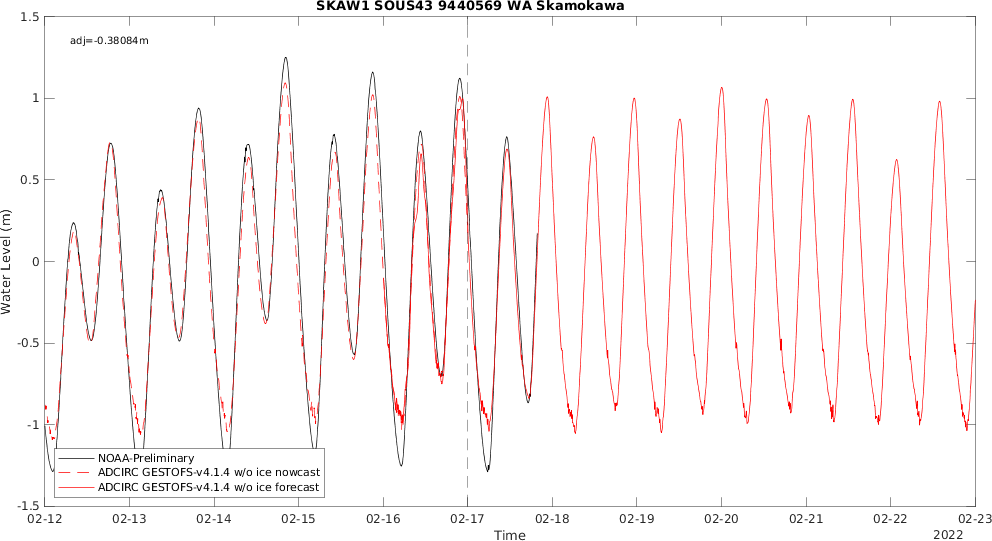 SKAW1 SOUS43 9440569 WA Skamokawa
adj=-0.38084m
1.5
1
0.5
0
-0.5
-1
-1.5
Water Level (m)
NOAA-Preliminary
ADCIRC GESTOFS-v4.1.4 w/o ice nowcast
ADCIRC GESTOFS-v4.1.4 w/o ice forecast
02-12 02-13 02-14 02-15 02-16 02-17 02-18 02-19 02-20 02-21 02-22 02-23
Time
2022